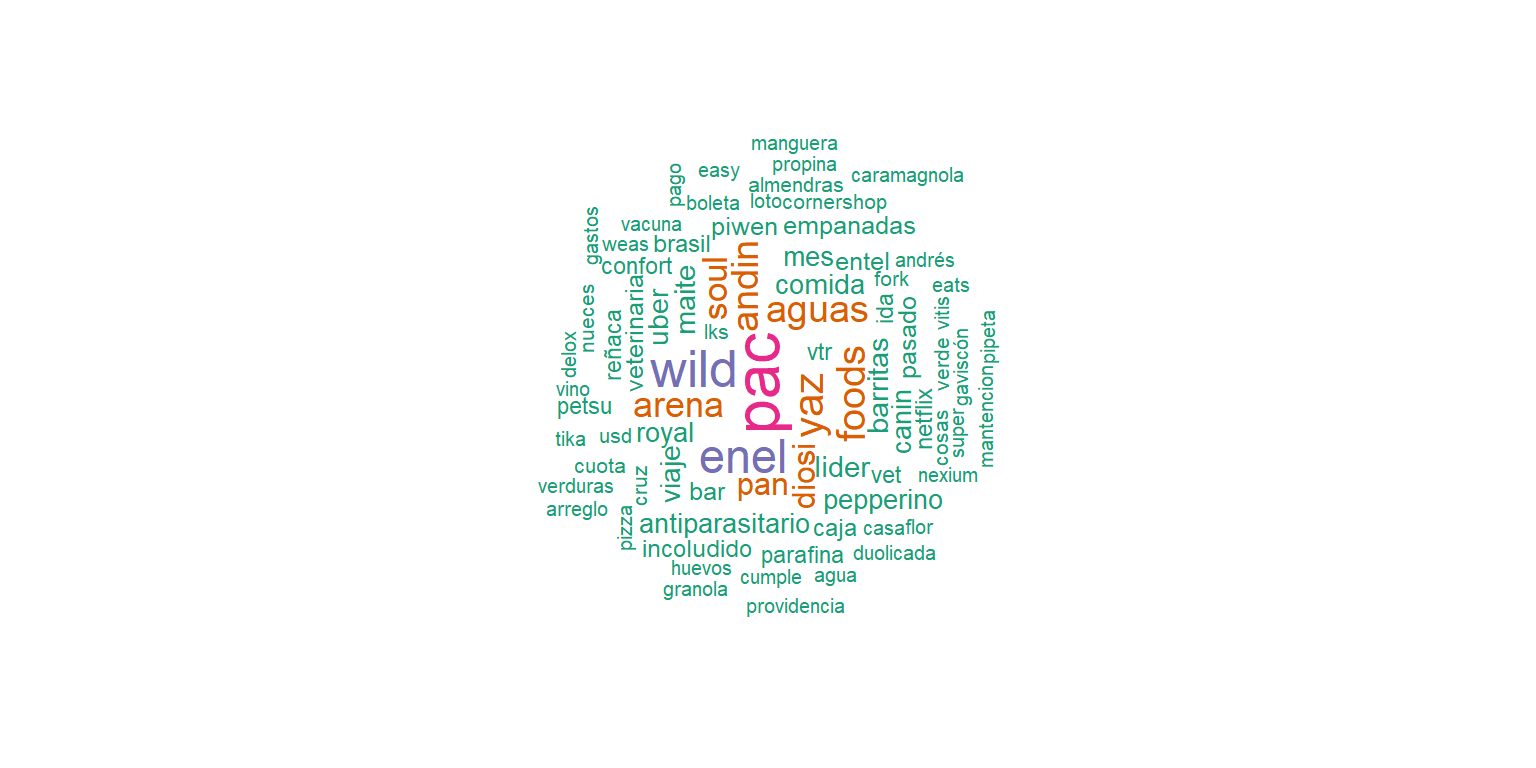 manguera
propina
easy
caramagnola
pago
almendras
boleta
loto
cornershop
gastos
vacuna
piwen
empanadas
weas
brasil
confort
soul
andin
mes
entel
andrés
comida
fork
eats
nueces
reñaca
veterinaria
uber
maite
aguas
ida
pasado
vitis
lks
delox
wild
pac
vtr
yaz
foods
barritas
verde
gaviscón
pipeta
vino
petsu
arena
canin
netflix
cosas
super
mantencion
tika
usd
royal
enel
diosi
lider
vet
nexium
cuota
cruz
viaje
bar
pan
pepperino
verduras
arreglo
pizza
antiparasitario
caja
casaflor
incoludido
parafina
duolicada
huevos
cumple
agua
granola
providencia